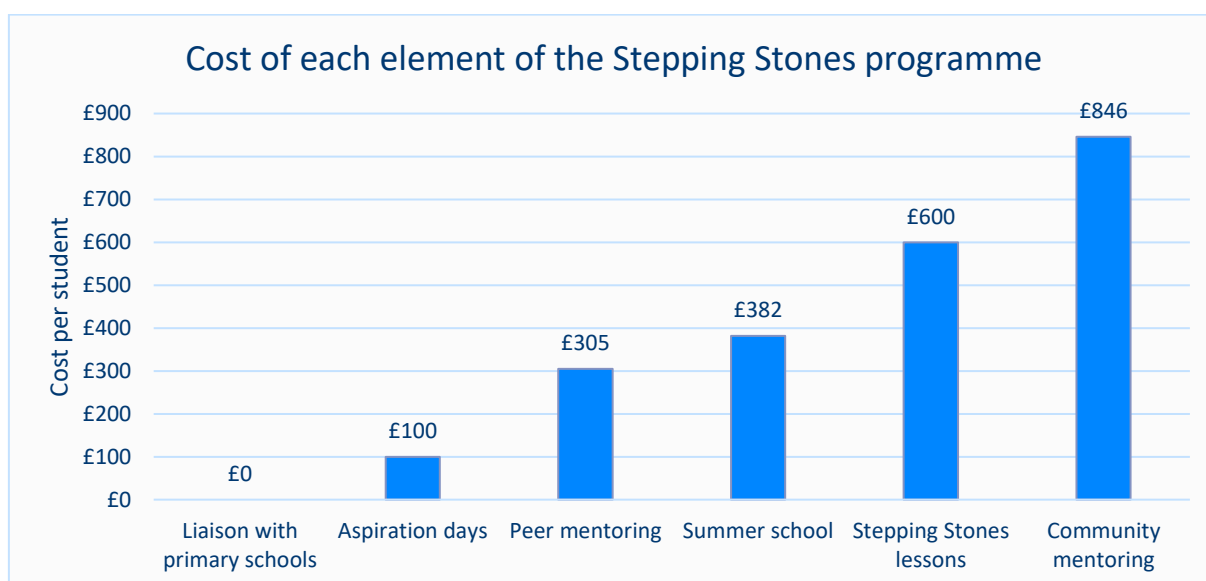 Cost of each element of the Stepping Stones programme
Cost per student
£900
£800
£700
£600
£500
£400
£300
£200
£100
£0
£0
£100
£305
£382
£600
£846
Liaison with
primary schools
Aspiration days
Peer mentoring
Summer school
Stepping Stones
lessons
Community
mentoring